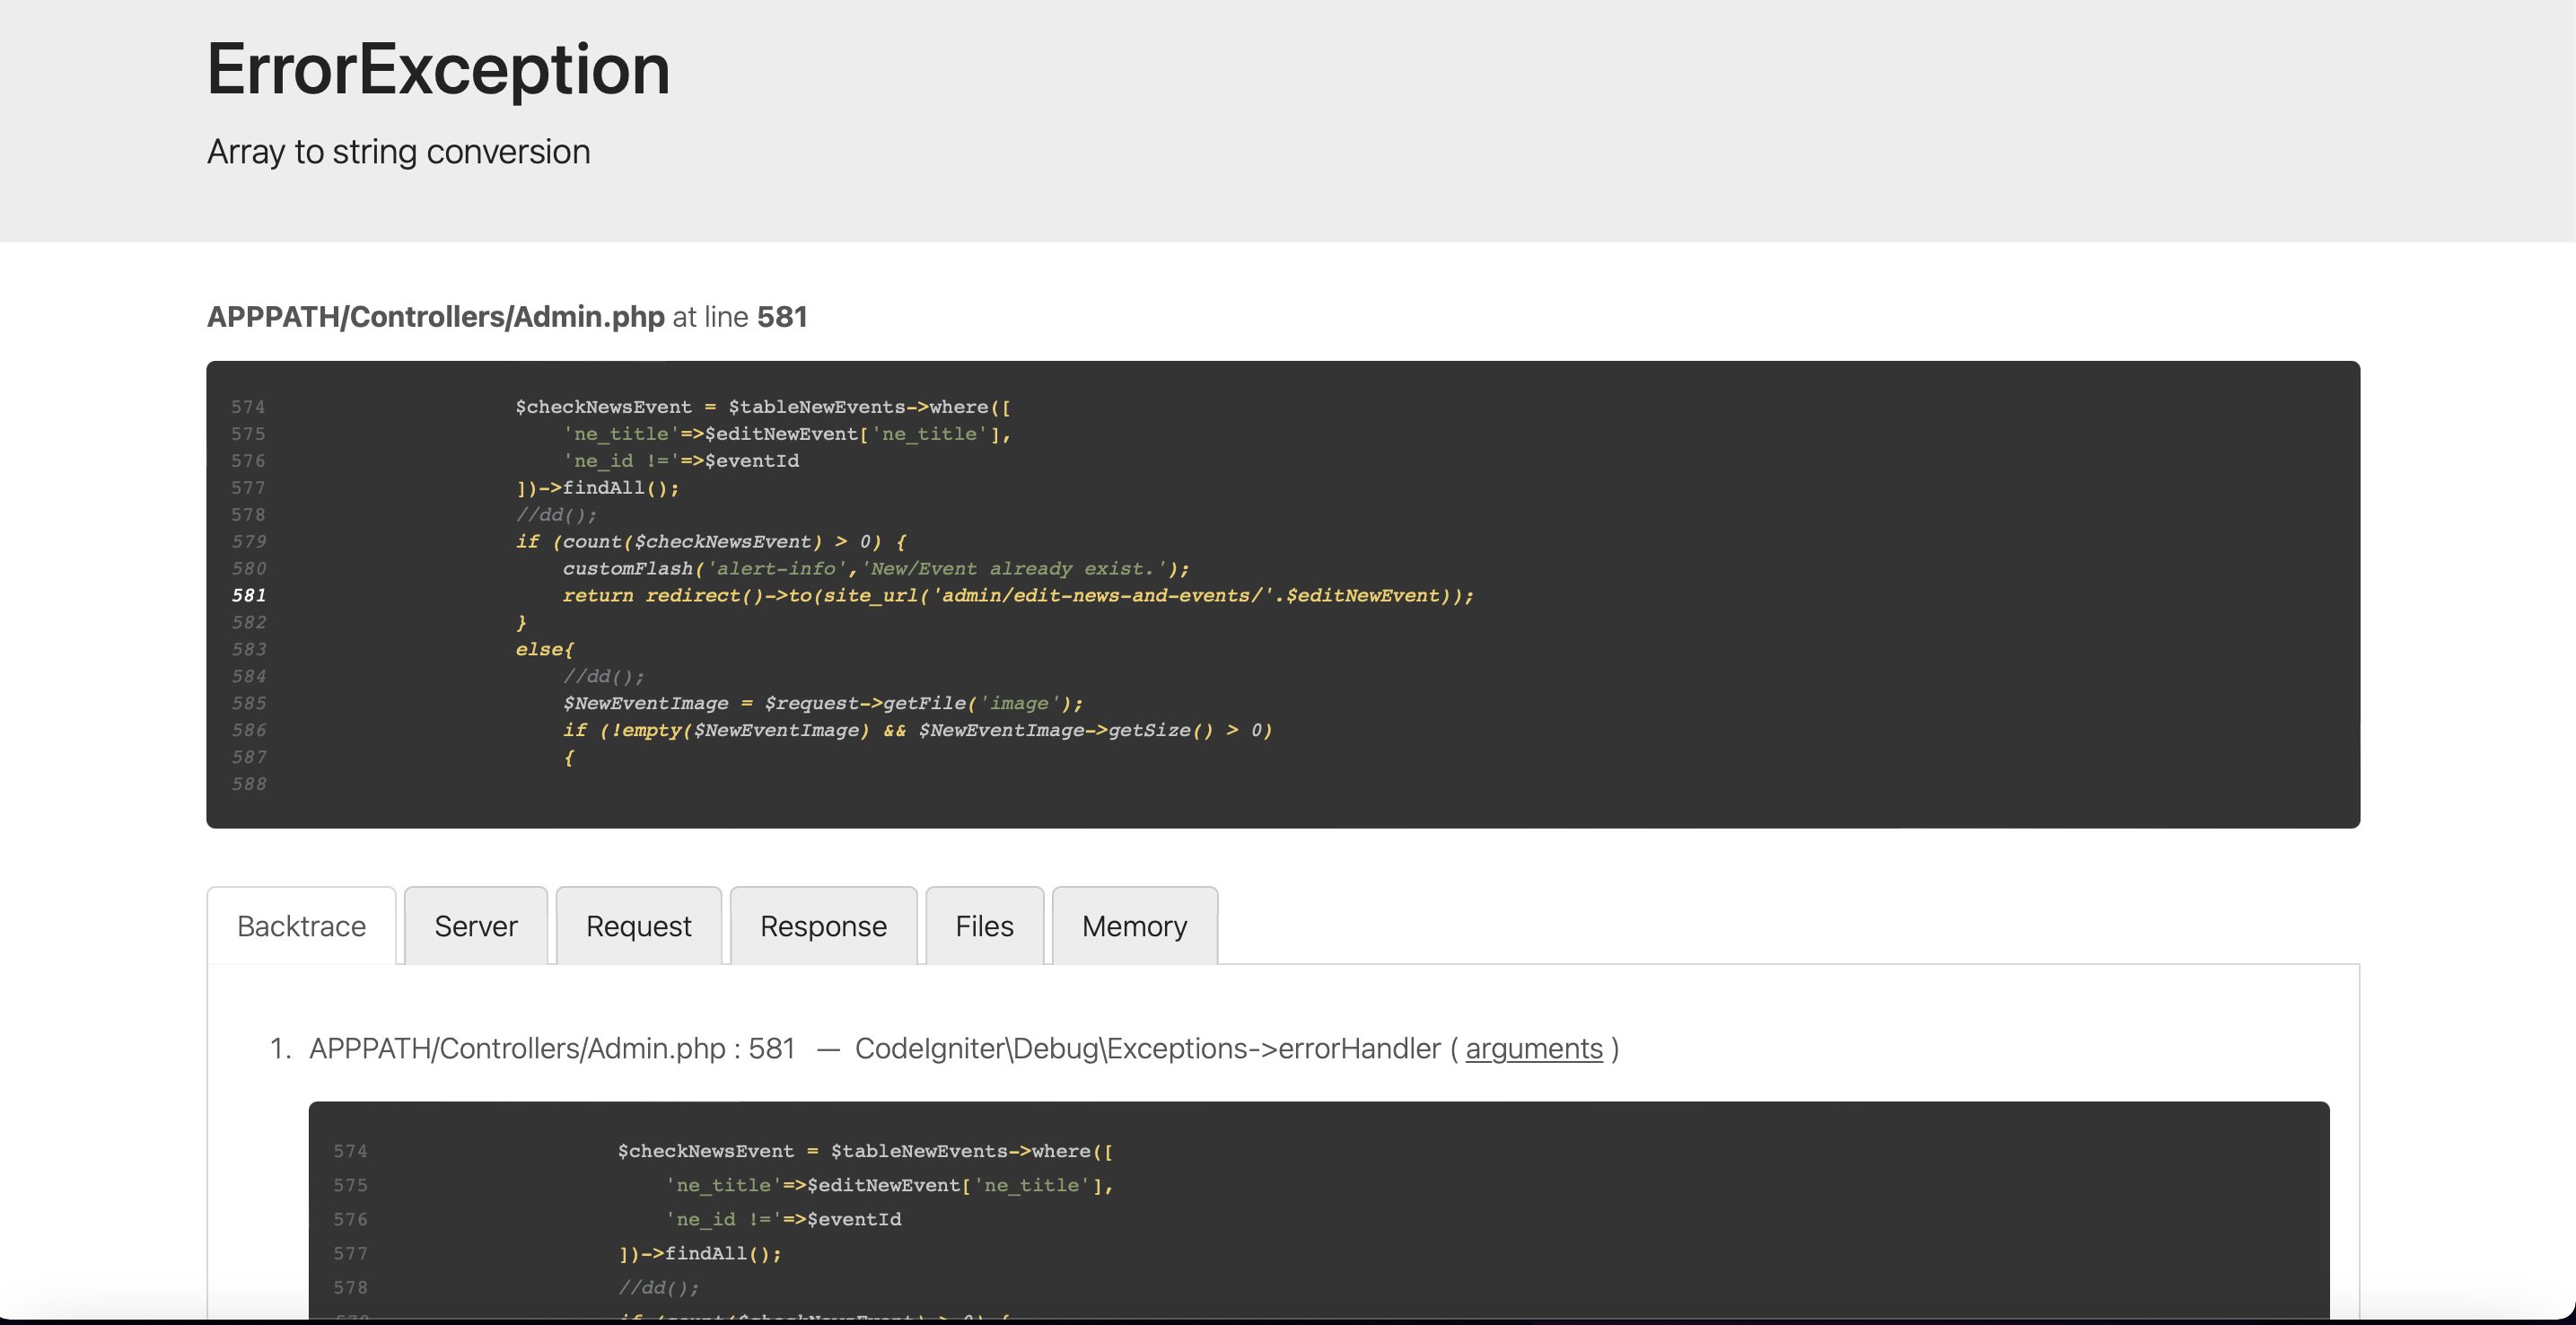 ErrorException
Array to string conversion
APPPATH/Controllers/Admin.php at line 581
574 $checkNewsEvent = $tableNewEvents->where([
575 'ne_title'=>$editNewEvent['ne_title'],
576 'ne_id !='=>$eventId
577 ])->findAll();
578 //dd();
579 if (count($checkNewsEvent) > 0) {
580 customFlash('alert-info','New/Event already exist.');
581 return redirect()->to(site_url('admin/edit-news-and-events/'.$editNewEvent));
582 }
583 else{
584 //dd();
585 $NewEventImage = $request->getFile('image');
586 if (!empty($NewEventImage) && $NewEventImage->getSize() > 0)
587 {
588
Backtrace Server Request Response Files Memory
1. APPPATH/Controllers/Admin.php : 581 — CodeIgniter\Debug\Exceptions->errorHandler ( arguments )
574 $checkNewsEvent = $tableNewEvents->where([
575 'ne_title'=>$editNewEvent['ne_title'],
576 'ne_id !='=>$eventId
577 ])->findAll();
578 //dd();